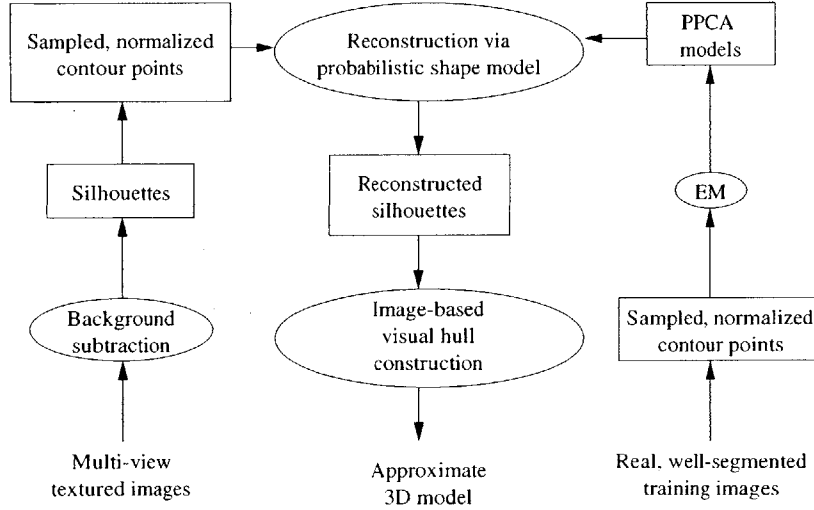 Sampled, normalized
contour points
Reconstruction via
probabilistic shape model
PPCA
models
Silhouettes
Reconstructed
silhouettes
EM
Background
subtraction
Image-based
visual hull
construction
Sampled, normalized
contour points
Multi-view
textured images
Approximate
3D model
Real, well-segmented
training images